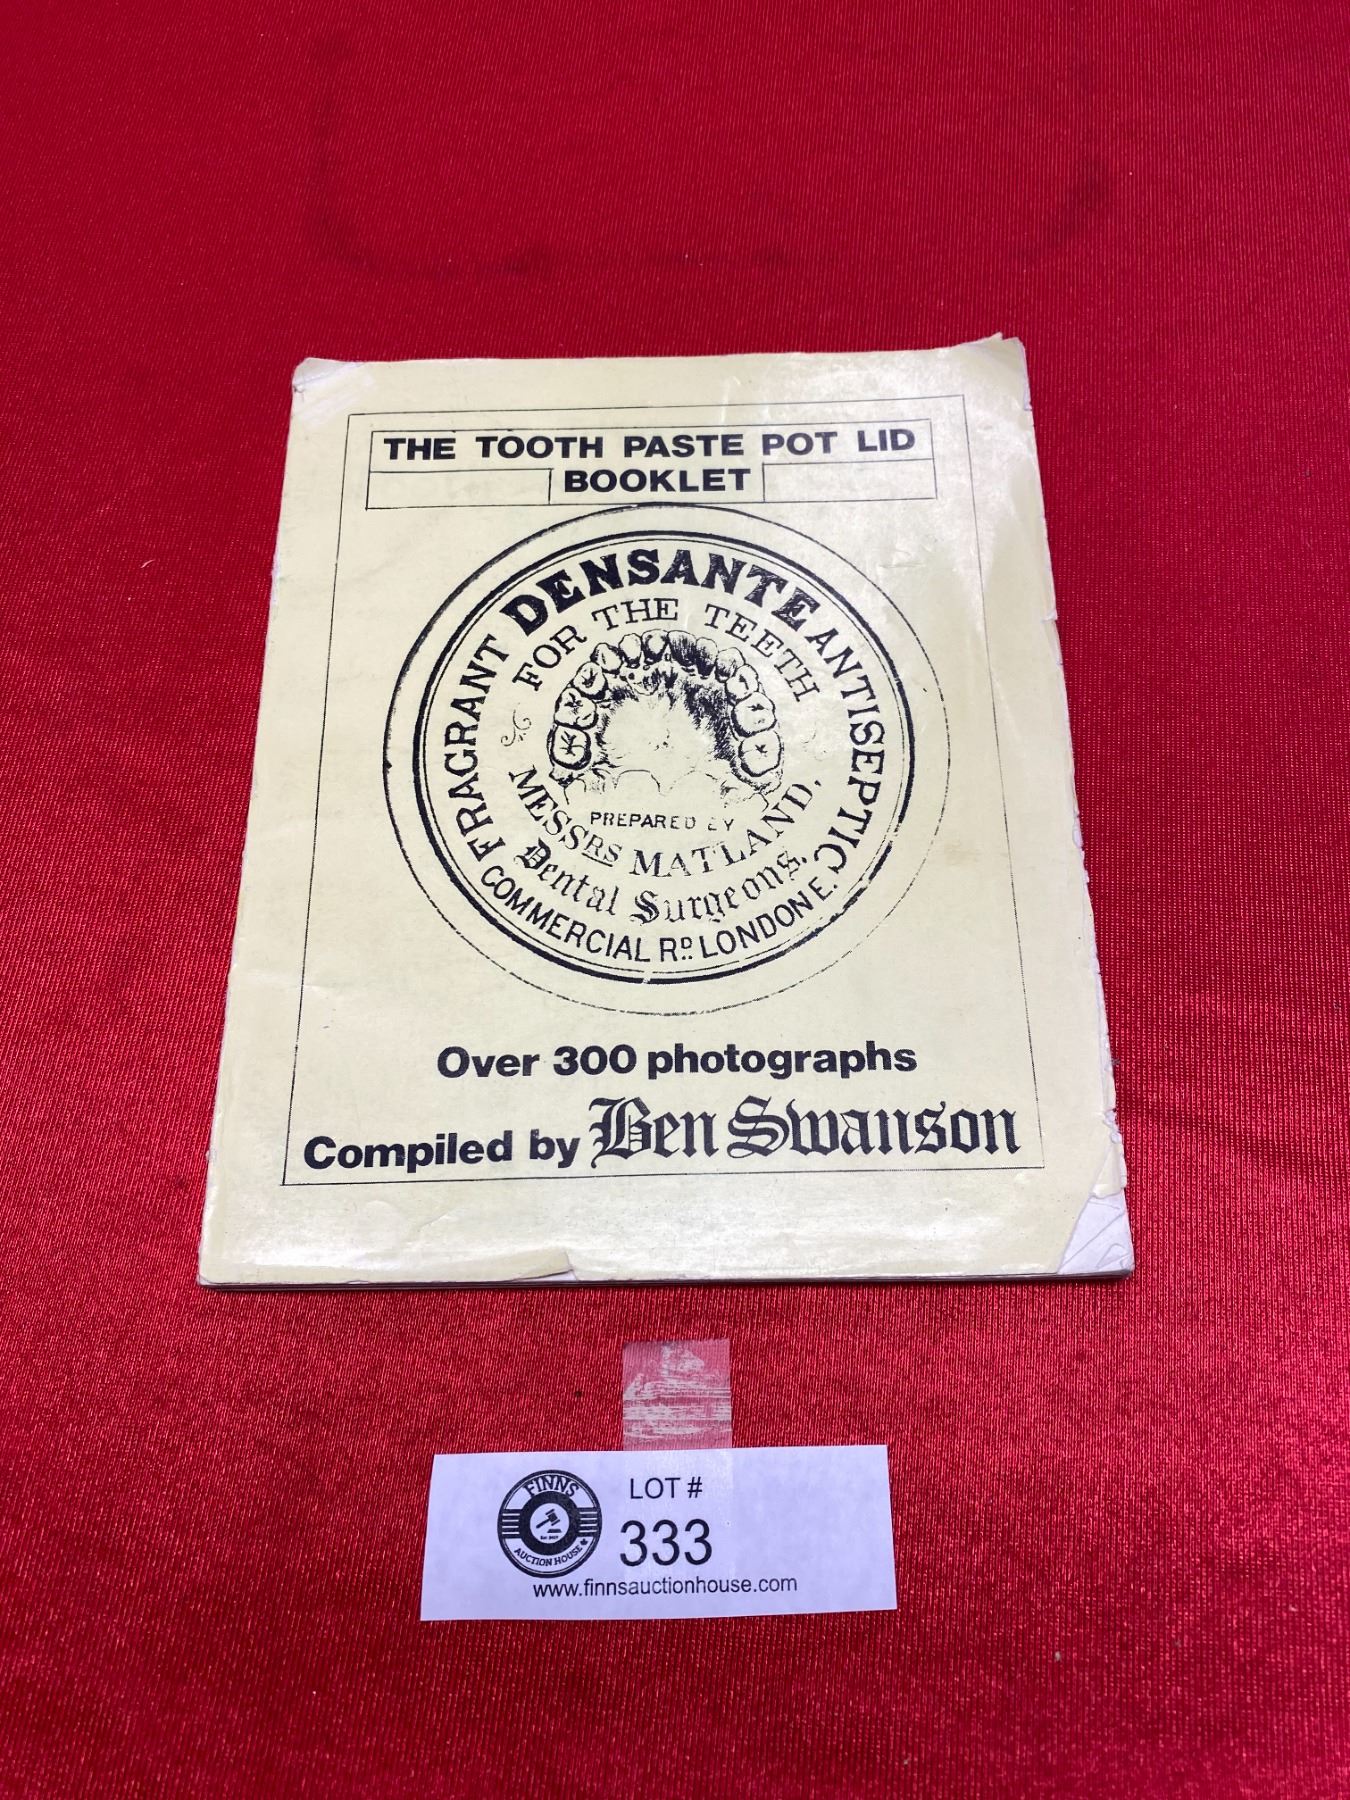 THE TOOTH PASTE POT LID
BOOKLET
FRAGRANT DENSANTE ANTISEPTIC
FOR THE TEETH
PREPARED BY
MESSRS MATLAND,
Dental Surgeons,
COMMERCIAL RD LONDON E.
Over 300 photographs
Compiled by Ben Swanson
FINNS
AUCTION HOUSE
LOT #
333
www.finnsauctionhouse.com